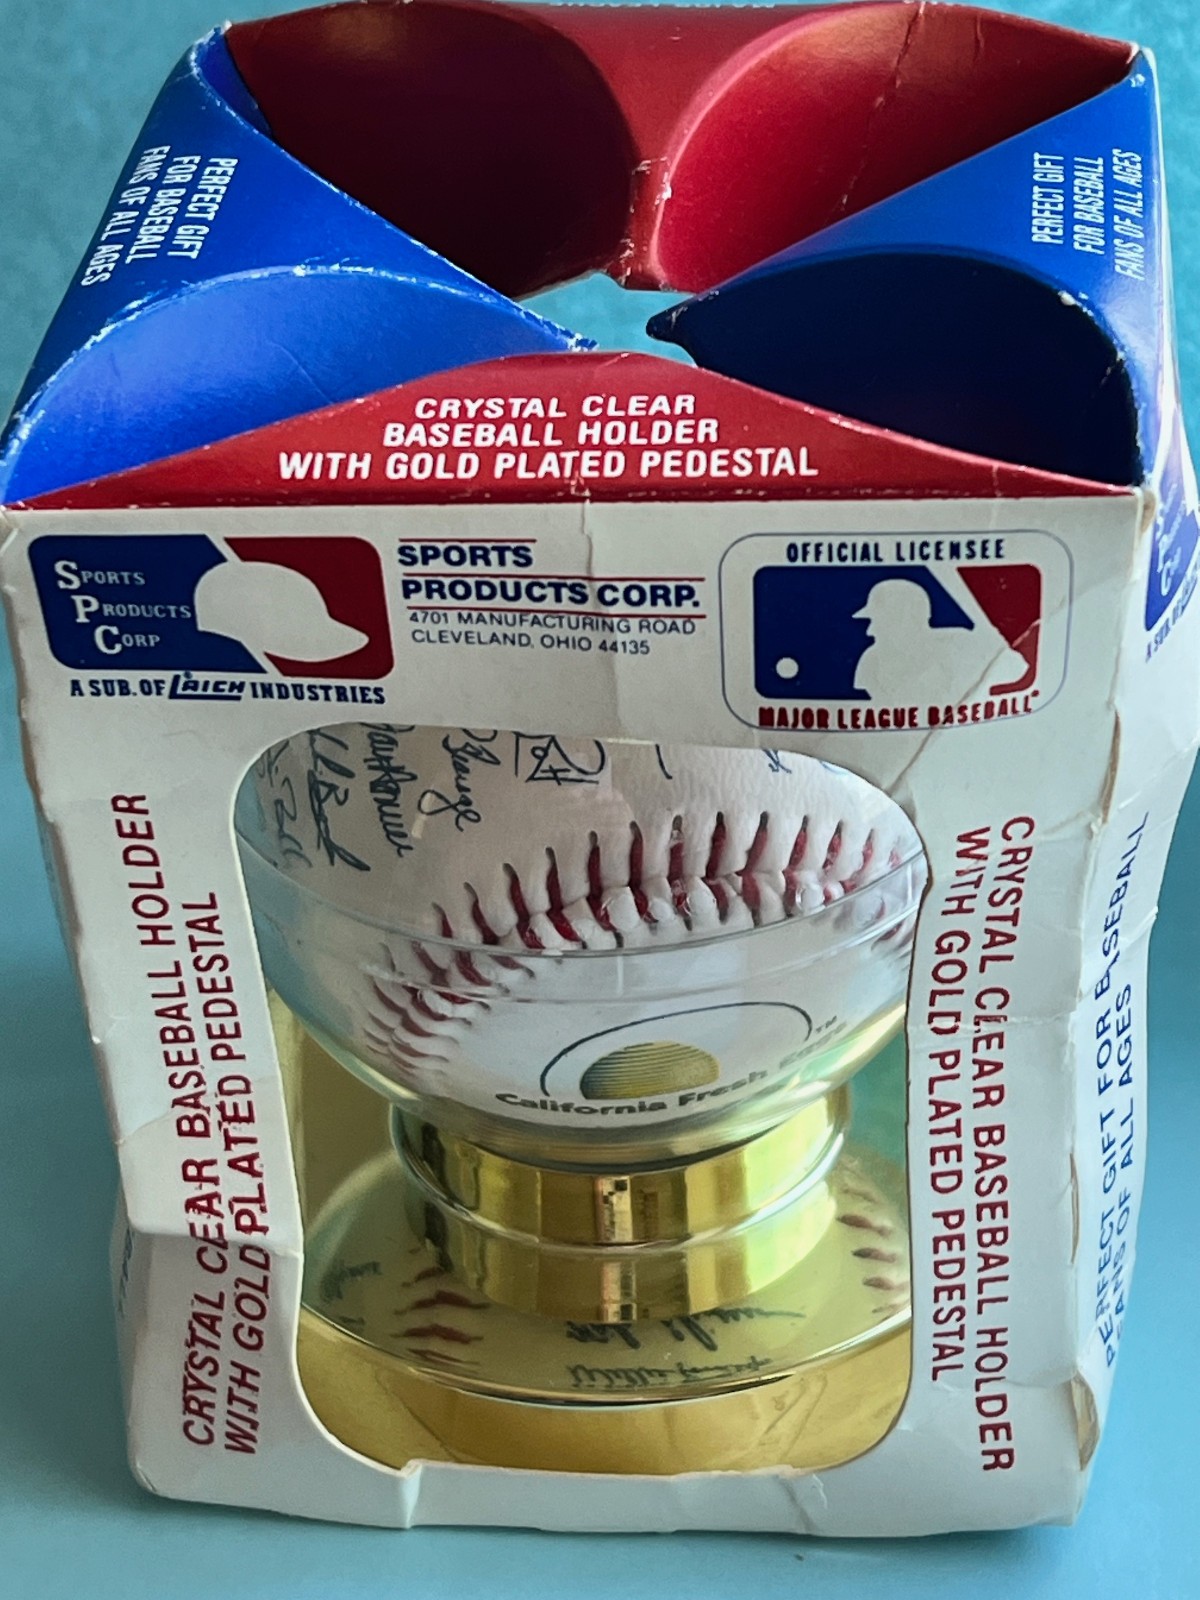 PERFECT GIFT
FOR BASEBALL
FANS OF ALL AGES
PERFECT GIFT
FOR BASEBALL
FANS OF ALL AGES
CRYSTAL CLEAR
BASEBALL HOLDER
WITH GOLD PLATED PEDESTAL
SPORTS
PRODUCTS
CORP
A SUB. OF LAICH INDUSTRIES
SPORTS
PRODUCTS CORP.
4701 MANUFACTURING ROAD
CLEVELAND, OHIO 44135
OFFICIAL LICENSEE
MAJOR LEAGUE BASEBALL
CRYSTAL CLEAR BASEBALL HOLDER
WITH GOLD PLATED PEDESTAL
California Fresh Eggs™
CRYSTAL CLEAR BASEBALL HOLDER
WITH GOLD PLATED PEDESTAL
PERFECT GIFT FOR BASEBALL
FANS OF ALL AGES